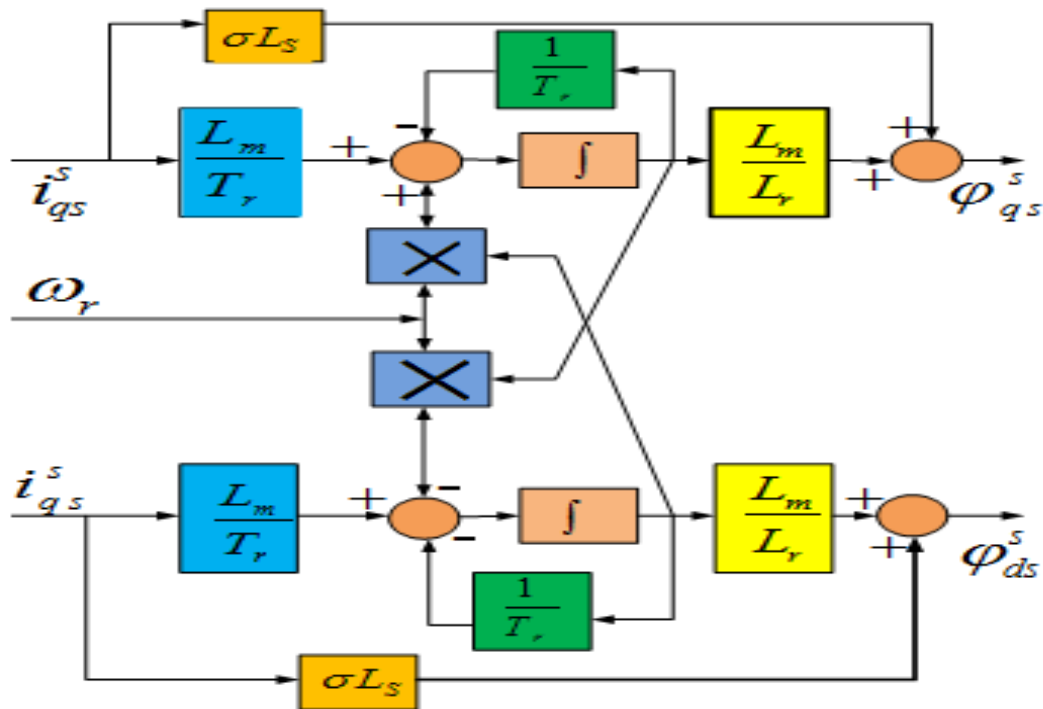 σL_S
1/T_r
L_m/T_r
+
-
+
∫
L_m/L_r
+
+
i^s_qs
φ^s_qs
×
ω_r
×
i^s_qs
L_m/T_r
+
-
-
∫
L_m/L_r
+
+
φ^s_ds
1/T_r
σL_S